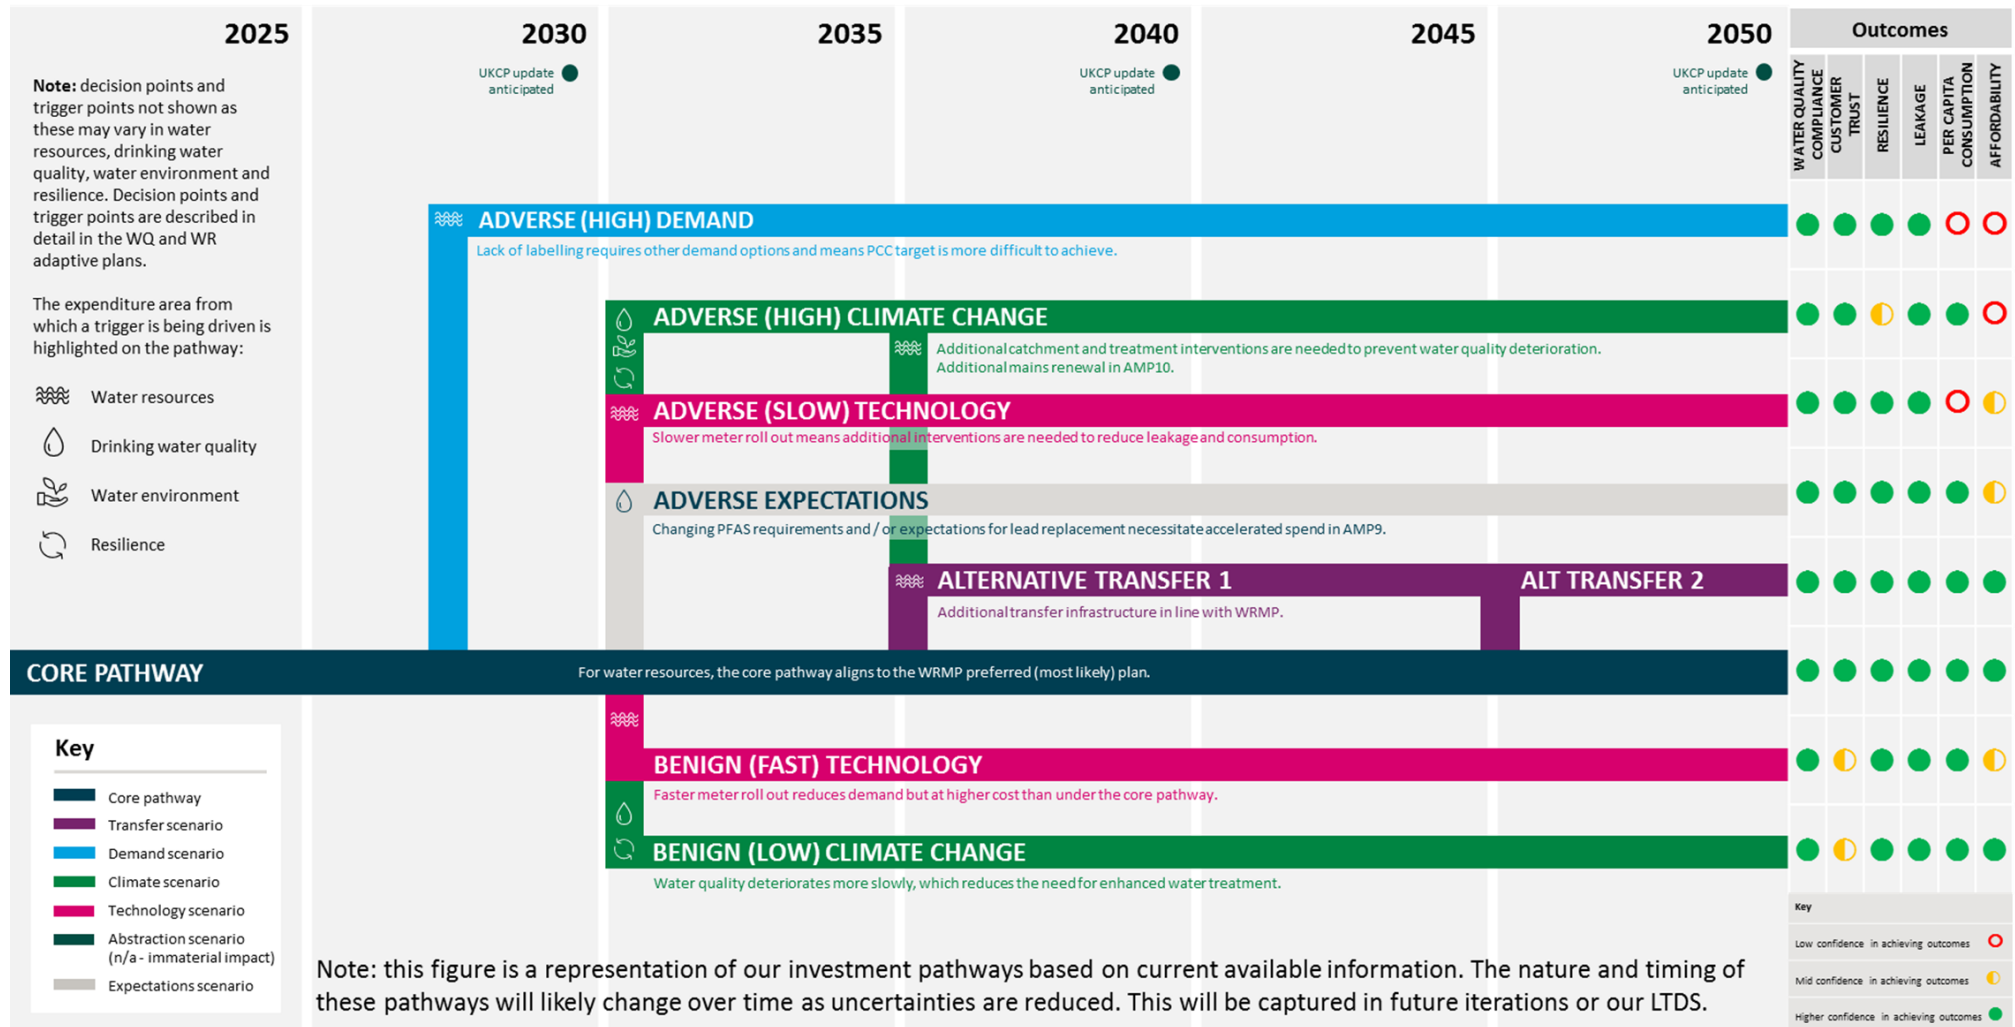 2025
2030
2035
2040
2045
2050
Outcomes
UKCP update
anticipated
UKCP update
anticipated
UKCP update
anticipated
WATER QUALITY
COMPLIANCE
CUSTOMER
TRUST
RESILIENCE
LEAKAGE
PER CAPITA
CONSUMPTION
AFFORDABILITY
Note: decision points and
trigger points not shown as
these may vary in water
resources, drinking water
quality, water environment and
resilience. Decision points and
trigger points are described in
detail in the WQ and WR
adaptive plans.
The expenditure area from
which a trigger is being driven is
highlighted on the pathway:
Water resources
Drinking water quality
Water environment
Resilience
ADVERSE (HIGH) DEMAND
Lack of labelling requires other demand options and means PCC target is more difficult to achieve.
ADVERSE (HIGH) CLIMATE CHANGE
Additional catchment and treatment interventions are needed to prevent water quality deterioration.
Additional mains renewal in AMP10.
ADVERSE (SLOW) TECHNOLOGY
Slower meter roll out means additional interventions are needed to reduce leakage and consumption.
ADVERSE EXPECTATIONS
Changing PFAS requirements and / or expectations for lead replacement necessitate accelerated spend in AMP9.
ALTERNATIVE TRANSFER 1
ALT TRANSFER 2
Additional transfer infrastructure in line with WRMP.
CORE PATHWAY
For water resources, the core pathway aligns to the WRMP preferred (most likely) plan.
BENIGN (FAST) TECHNOLOGY
Faster meter roll out reduces demand but at higher cost than under the core pathway.
BENIGN (LOW) CLIMATE CHANGE
Water quality deteriorates more slowly, which reduces the need for enhanced water treatment.
Key
Core pathway
Transfer scenario
Demand scenario
Climate scenario
Technology scenario
Abstraction scenario
(n/a - immaterial impact)
Expectations scenario
Note: this figure is a representation of our investment pathways based on current available information. The nature and timing of
these pathways will likely change over time as uncertainties are reduced. This will be captured in future iterations or our LTDS.
Key
Low confidence in achieving outcomes
Mid confidence in achieving outcomes
Higher confidence in achieving outcomes